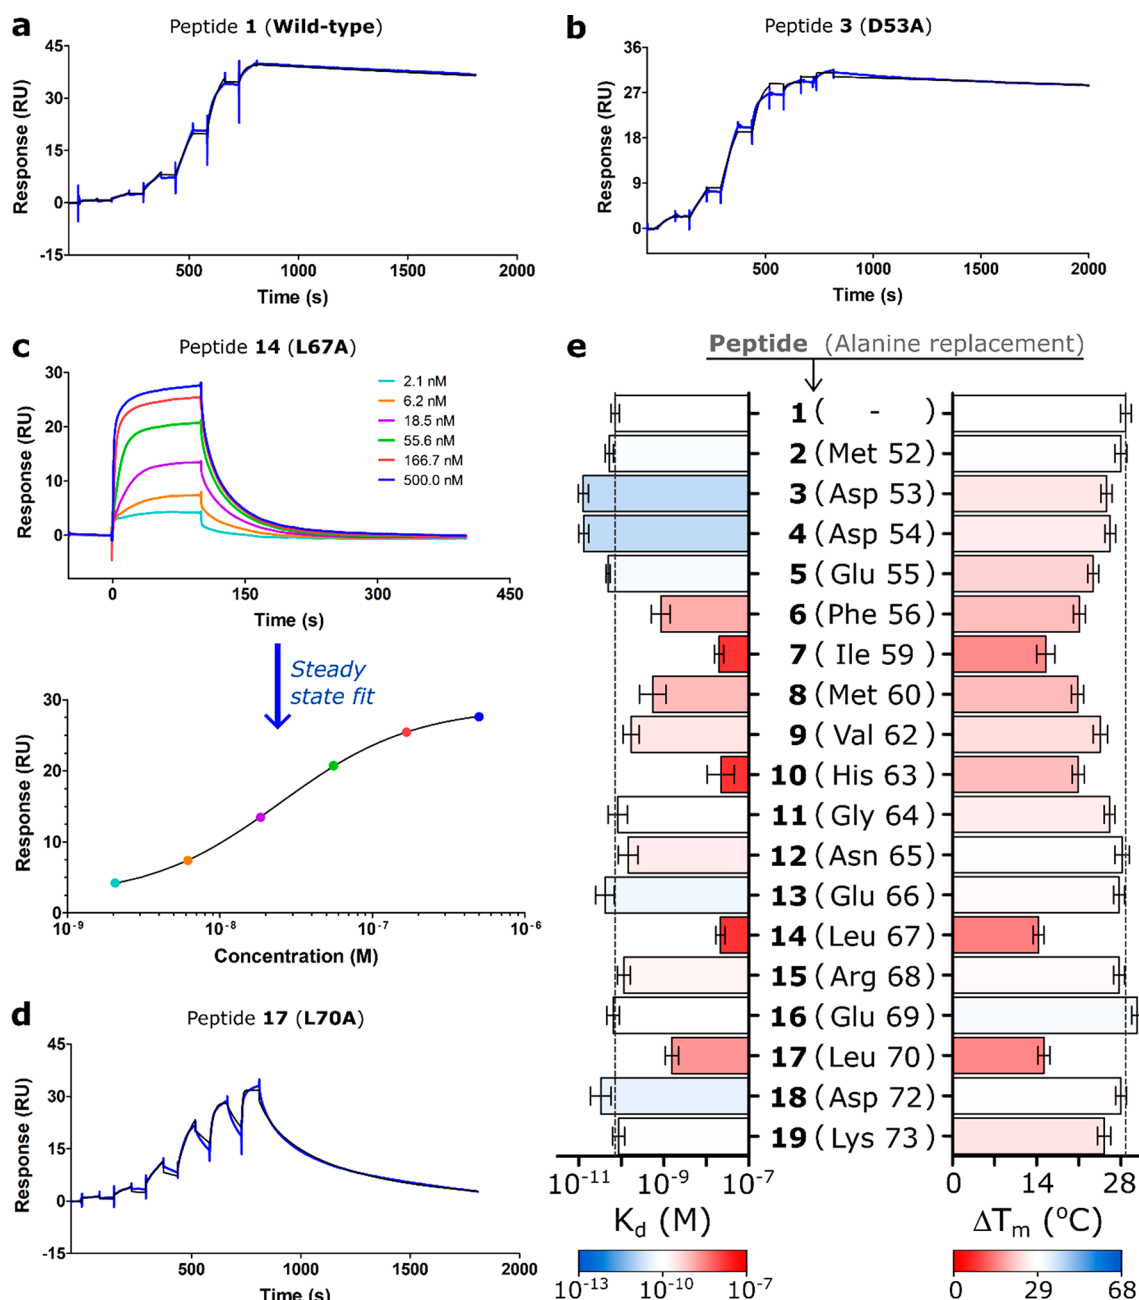 a
Peptide 1 (Wild-type)
45
30
15
0
-15
Response (RU)
500
1000
1500
2000
Time (s)
b
Peptide 3 (D53A)
36
27
18
9
0
Response (RU)
500
1000
1500
2000
Time (s)
c
Peptide 14 (L67A)
30
20
10
0
Response (RU)
2.1 nM
6.2 nM
18.5 nM
55.6 nM
166.7 nM
500.0 nM
0
150
300
450
Time (s)
Steady
state fit
30
20
10
0
Response (RU)
10-9
10-8
10-7
10-6
Concentration (M)
d
Peptide 17 (L70A)
45
30
15
0
-15
Response (RU)
500
1000
1500
2000
Time (s)
e
Peptide (Alanine replacement)
1 ( - )
2 (Met 52)
3 (Asp 53)
4 (Asp 54)
5 (Glu 55)
6 (Phe 56)
7 ( Ile 59 )
8 (Met 60)
9 (Val 62)
10 (His 63)
11 (Gly 64)
12 (Asn 65)
13 (Glu 66)
14 (Leu 67)
15 (Arg 68)
16 (Glu 69)
17 (Leu 70)
18 (Asp 72)
19 (Lys 73)
10-11
10-9
10-7
Kd (M)
10-13
10-10
10-7
0
14
28
ΔTm (oC)
0
29
68